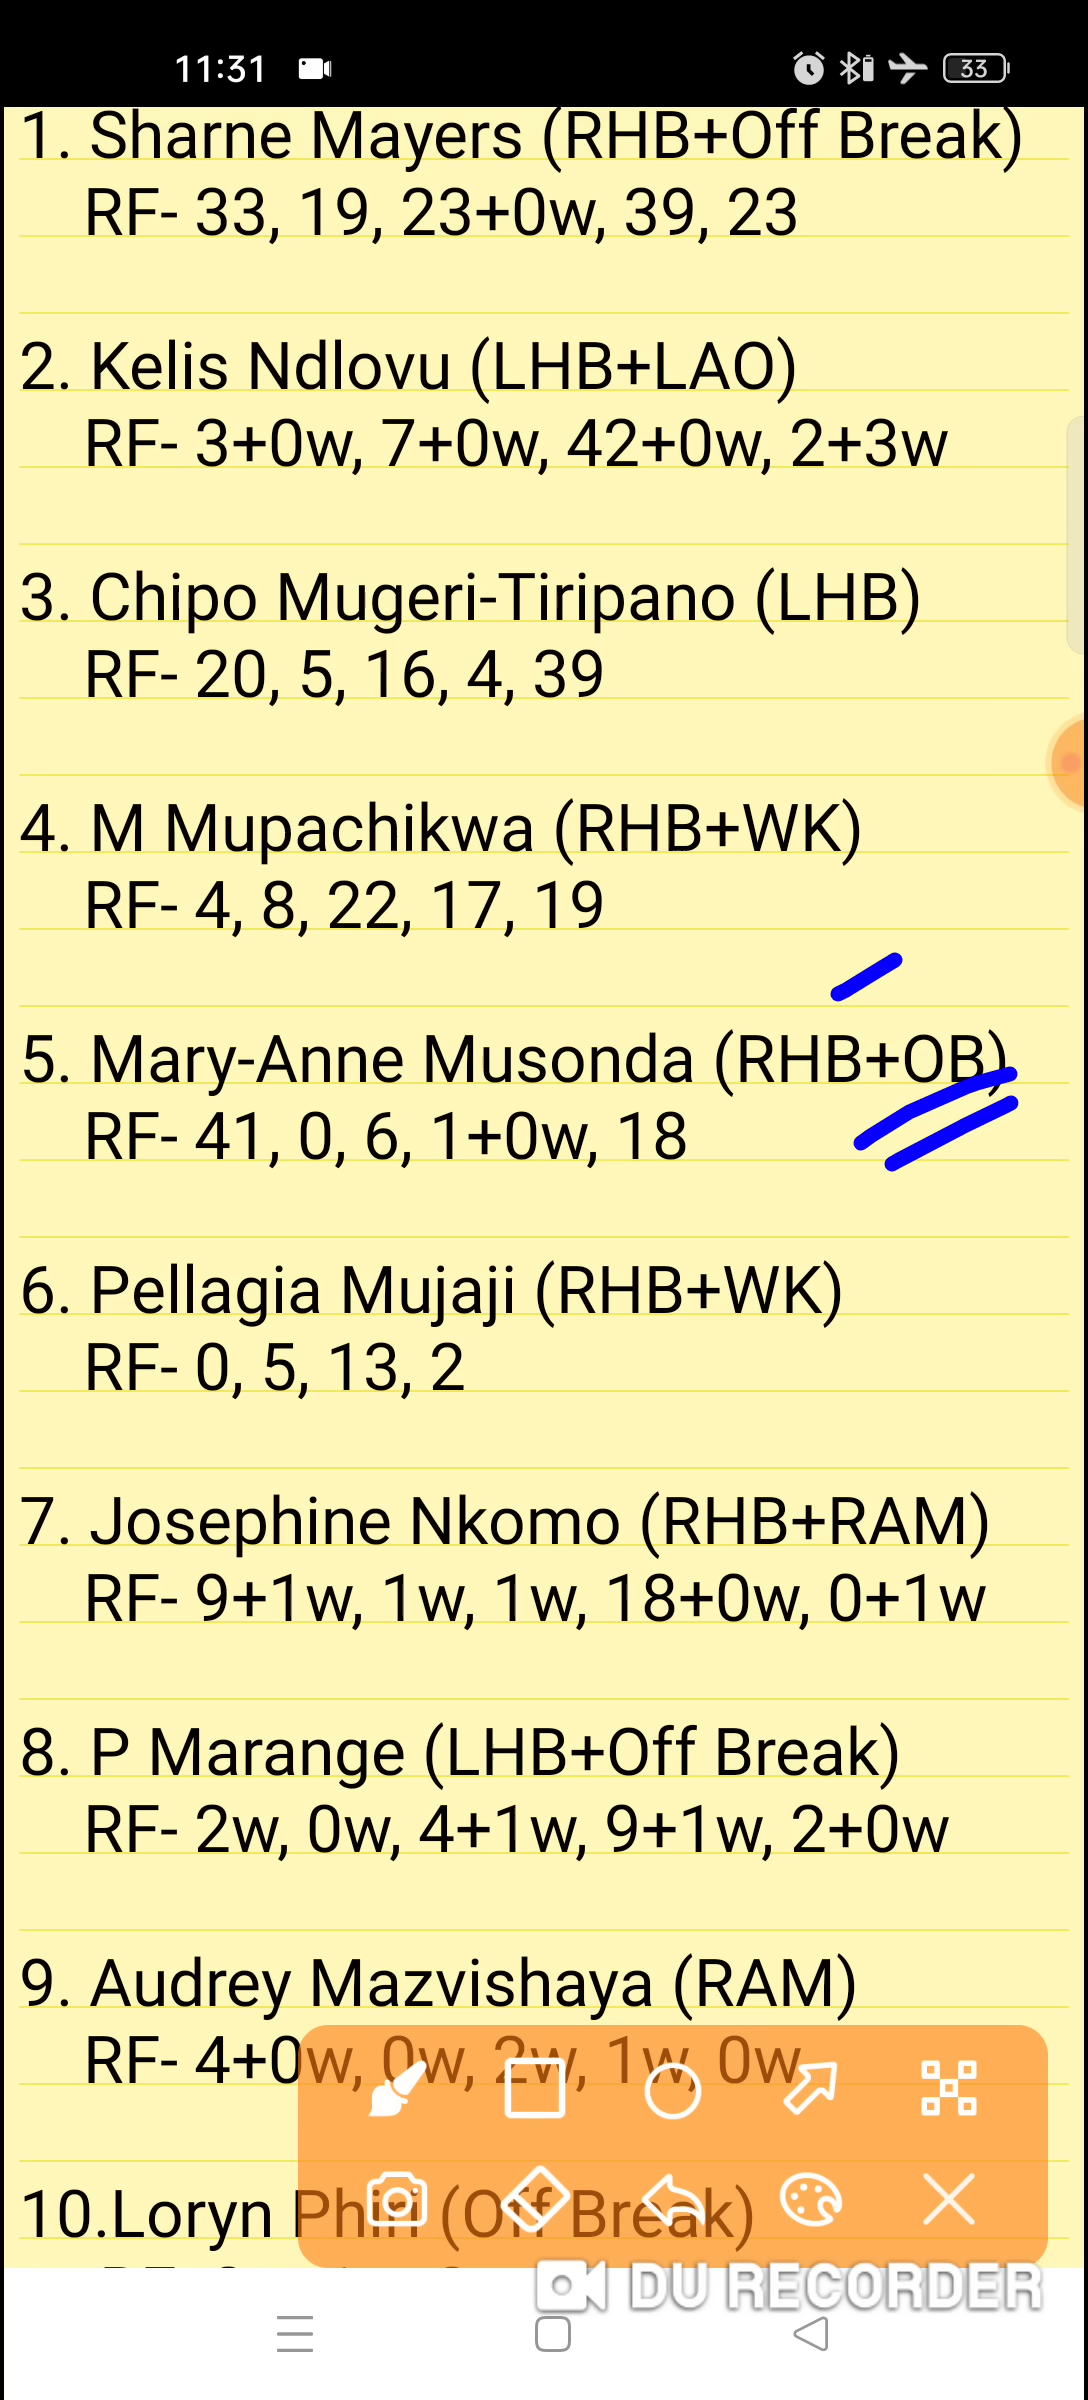 11:31
33
1. Sharne Mayers (RHB+Off Break)
RF- 33, 19, 23+0w, 39, 23
2. Kelis Ndlovu (LHB+LAO)
RF- 3+0w, 7+0w, 42+0w, 2+3w
3. Chipo Mugeri-Tiripano (LHB)
RF- 20, 5, 16, 4, 39
4. M Mupachikwa (RHB+WK)
RF- 4, 8, 22, 17, 19
5. Mary-Anne Musonda (RHB+OB)
RF- 41, 0, 6, 1+0w, 18
6. Pellagia Mujaji (RHB+WK)
RF- 0, 5, 13, 2
7. Josephine Nkomo (RHB+RAM)
RF- 9+1w, 1w, 1w, 18+0w, 0+1w
8. P Marange (LHB+Off Break)
RF- 2w, 0w, 4+1w, 9+1w, 2+0w
9. Audrey Mazvishaya (RAM)
RF- 4+0w, 0w, 2w, 1w, 0w
10.Loryn Phiri (Off Break)
DU RECORDER